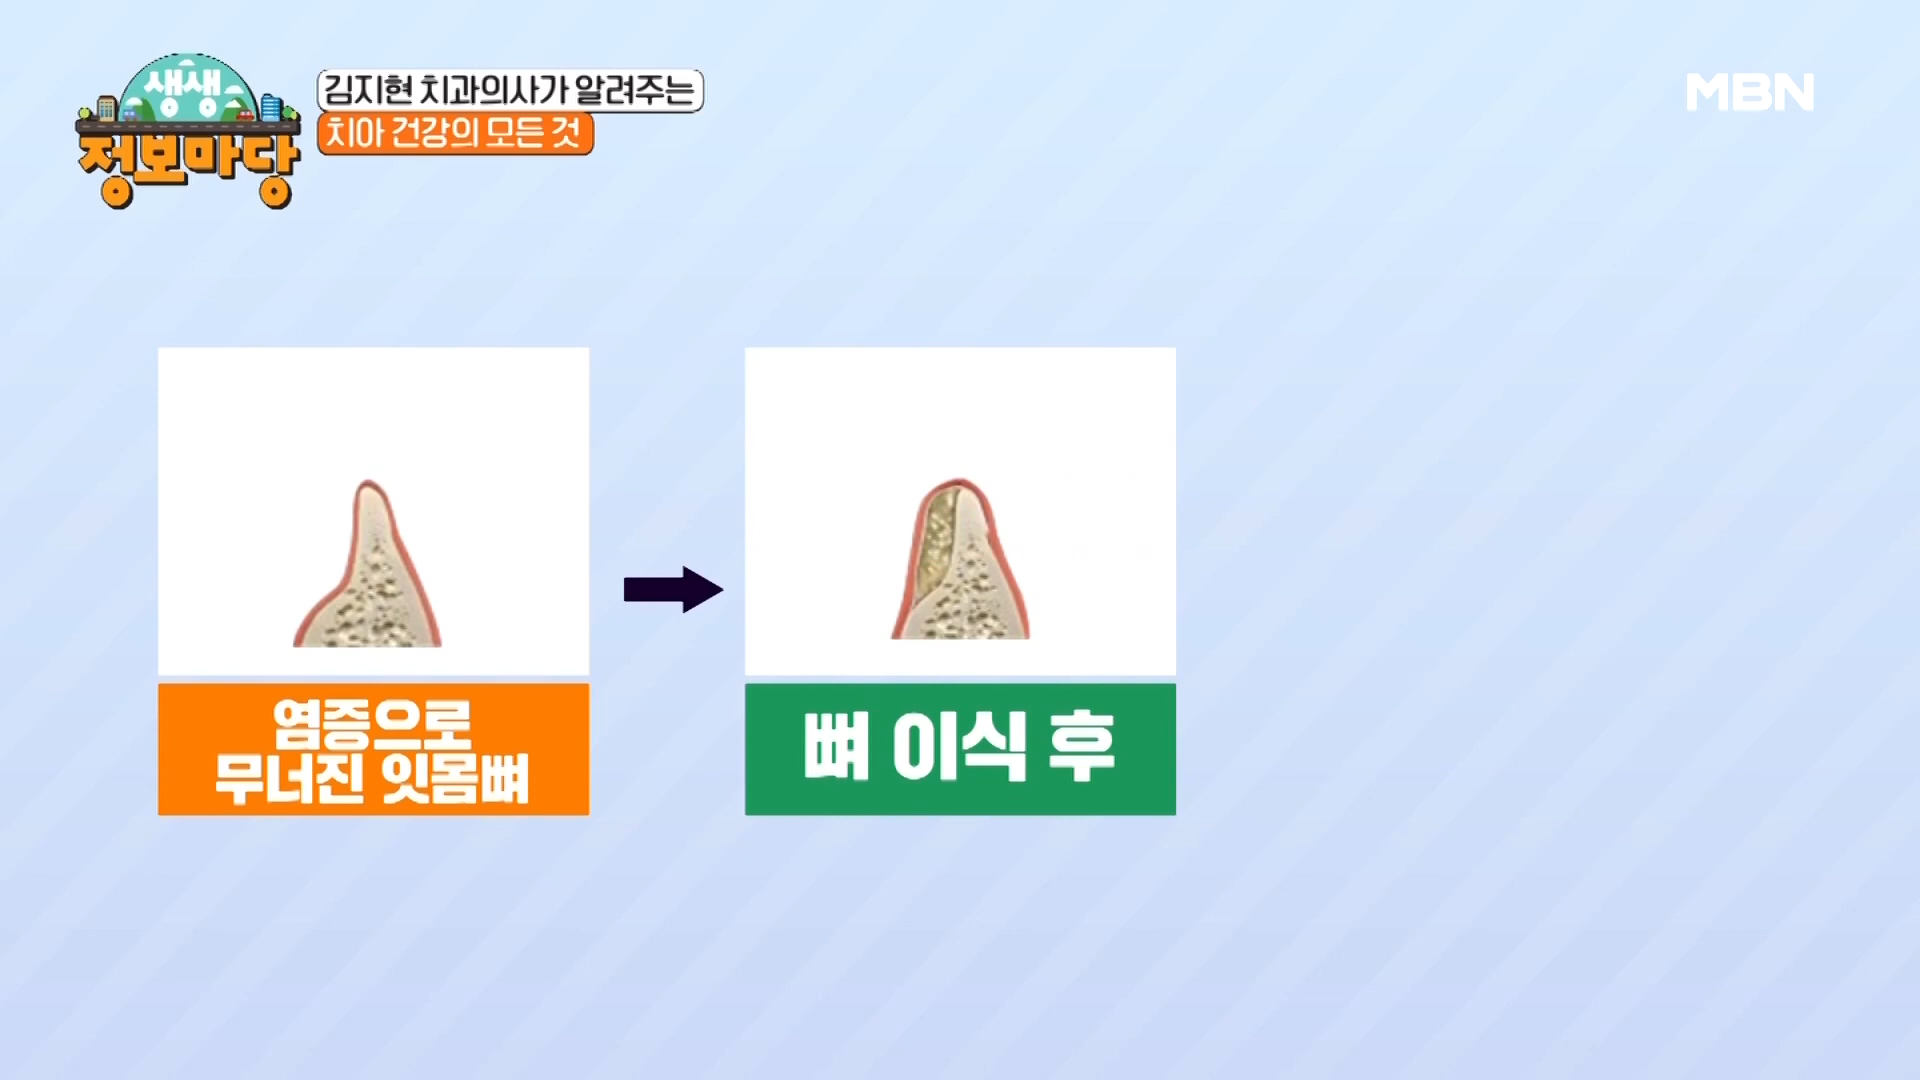 생생
정보마당
김지현 치과의사가 알려주는
치아 건강의 모든 것
MBN
염증으로
무너진 잇몸뼈
뼈 이식 후